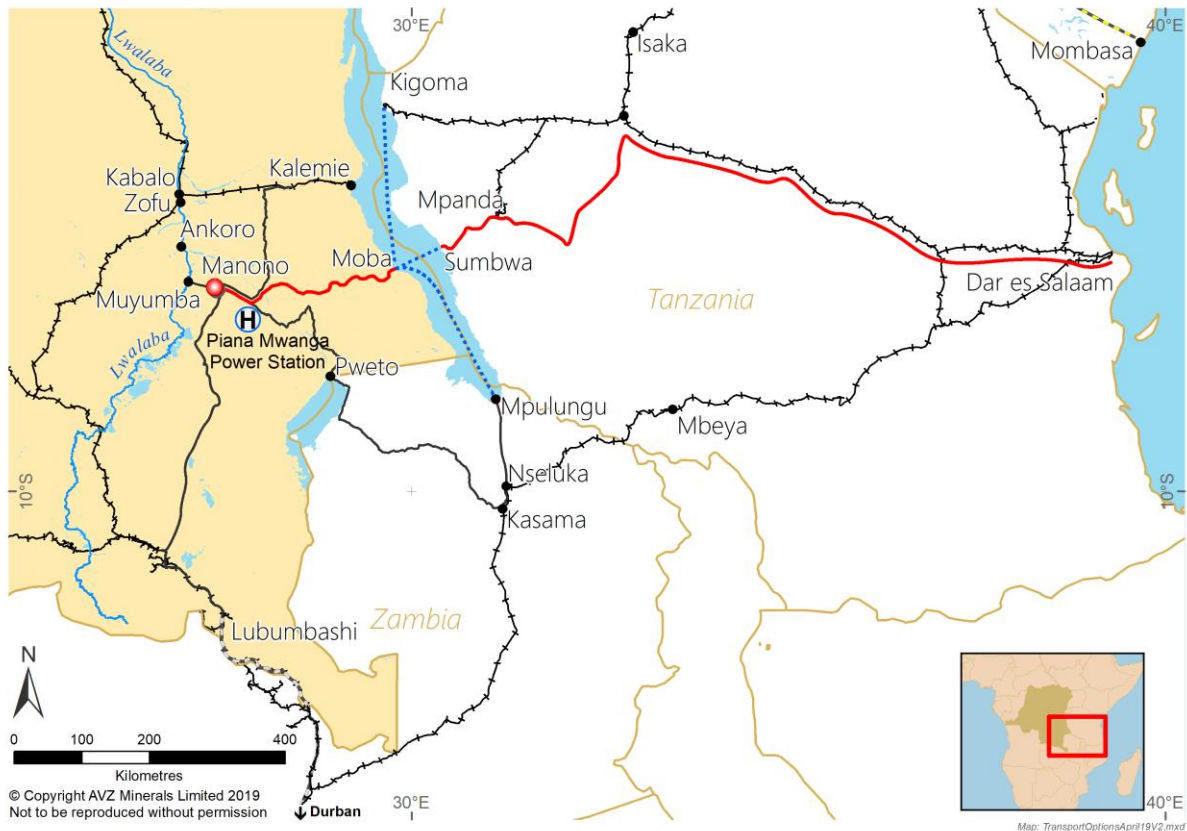 30°E
40°E
Lwalaba
Isaka
Mombasa
Kigoma
Kabalo
Kalemie
Zofu
Mpanda
Ankoro
Manono
Moba
Sumbwa
Muyumba
Dar es Salaam
Tanzania
H
Piana Mwanga
Power Station
Lwalaba
Pweto
Mpulungu
Mbeya
Nseluka
10°S
10°S
Kasama
Zambia
Lubumbashi
N
0 100 200 400
Kilometres
© Copyright AVZ Minerals Limited 2019
Not to be reproduced without permission
Durban
30°E
40°E
Map: TransportOptionsApril19V2.mxd